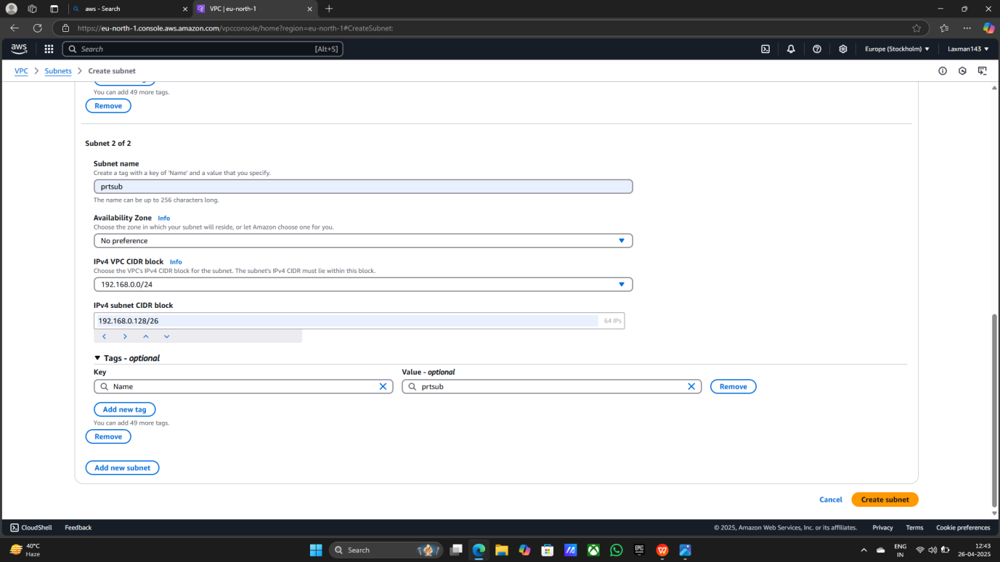 aws - Search
VPC | eu-north-1
https://eu-north-1.console.aws.amazon.com/vpcconsole/home?region=eu-north-1#CreateSubnet:
aws
Search
[Alt+S]
Europe (Stockholm)
Laxman143
VPC > Subnets > Create subnet
You can add 49 more tags.
Remove
Subnet 2 of 2
Subnet name
Create a tag with a key of 'Name' and a value that you specify.
prtsub
The name can be up to 256 characters long.
Availability Zone Info
Choose the zone in which your subnet will reside, or let Amazon choose one for you.
No preference
IPv4 VPC CIDR block Info
Choose the VPC's IPv4 CIDR block for the subnet. The subnet's IPv4 CIDR must lie within this block.
192.168.0.0/24
IPv4 subnet CIDR block
192.168.0.128/26 64 IPs
Tags - optional
Key Value - optional
Name prtsub Remove
Add new tag
You can add 49 more tags.
Remove
Add new subnet
Cancel Create subnet
CloudShell Feedback © 2025, Amazon Web Services, Inc. or its affiliates. Privacy Terms Cookie preferences
40°C
Haze
Search
EPIC
ENG
IN
12:43
26-04-2025